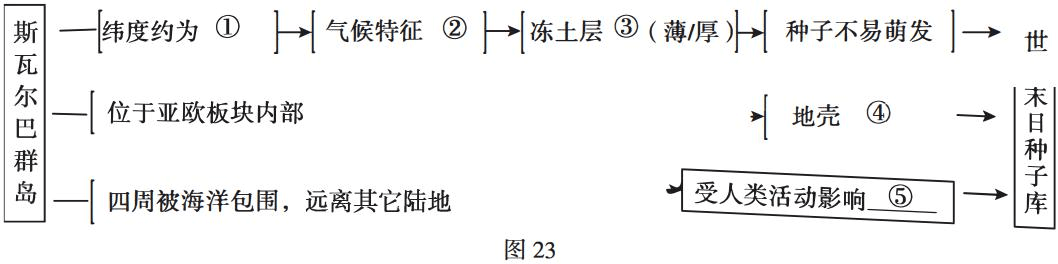 斯瓦尔巴群岛
纬度约为 ①
气候特征 ②
冻土层 ③（薄/厚）
种子不易萌发
世末日种子库
位于亚欧板块内部
地壳 ④
四周被海洋包围，远离其它陆地
受人类活动影响 ⑤
图 23